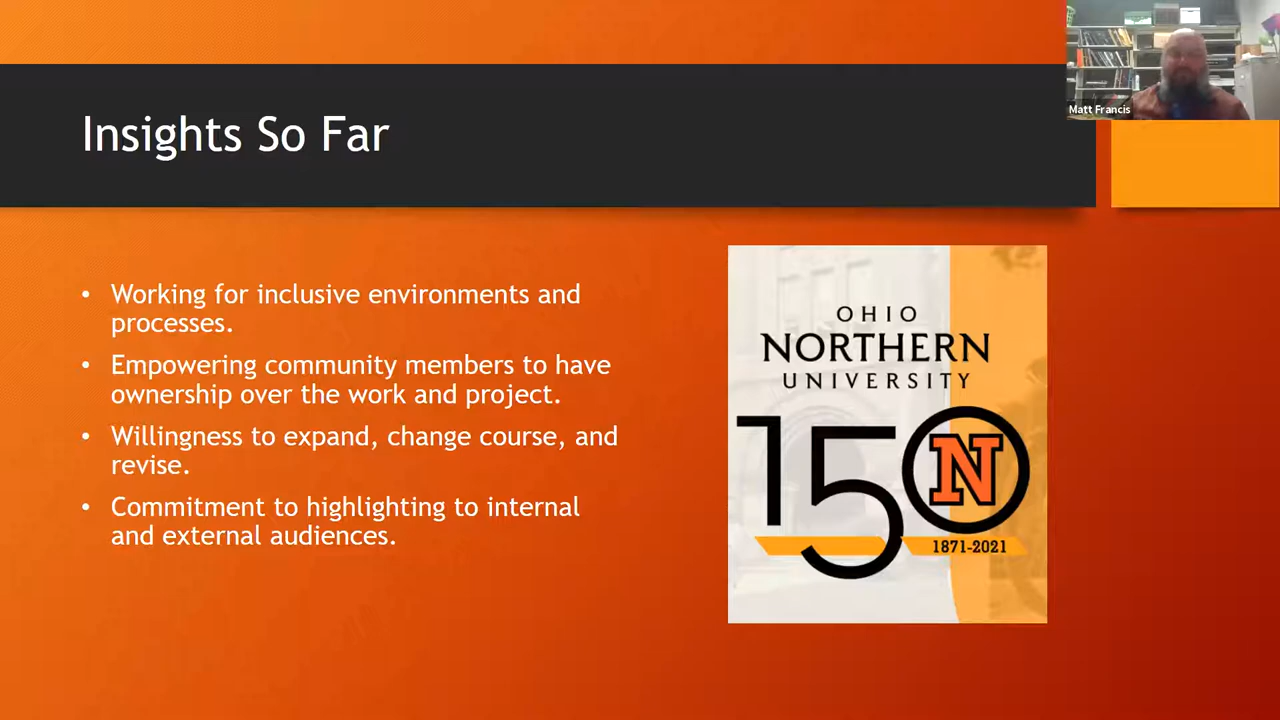 Matt Francis
Insights So Far
• Working for inclusive environments and
processes.
• Empowering community members to have
ownership over the work and project.
• Willingness to expand, change course, and
revise.
• Commitment to highlighting to internal
and external audiences.
OHIO
NORTHERN
UNIVERSITY
150
N
1871-2021